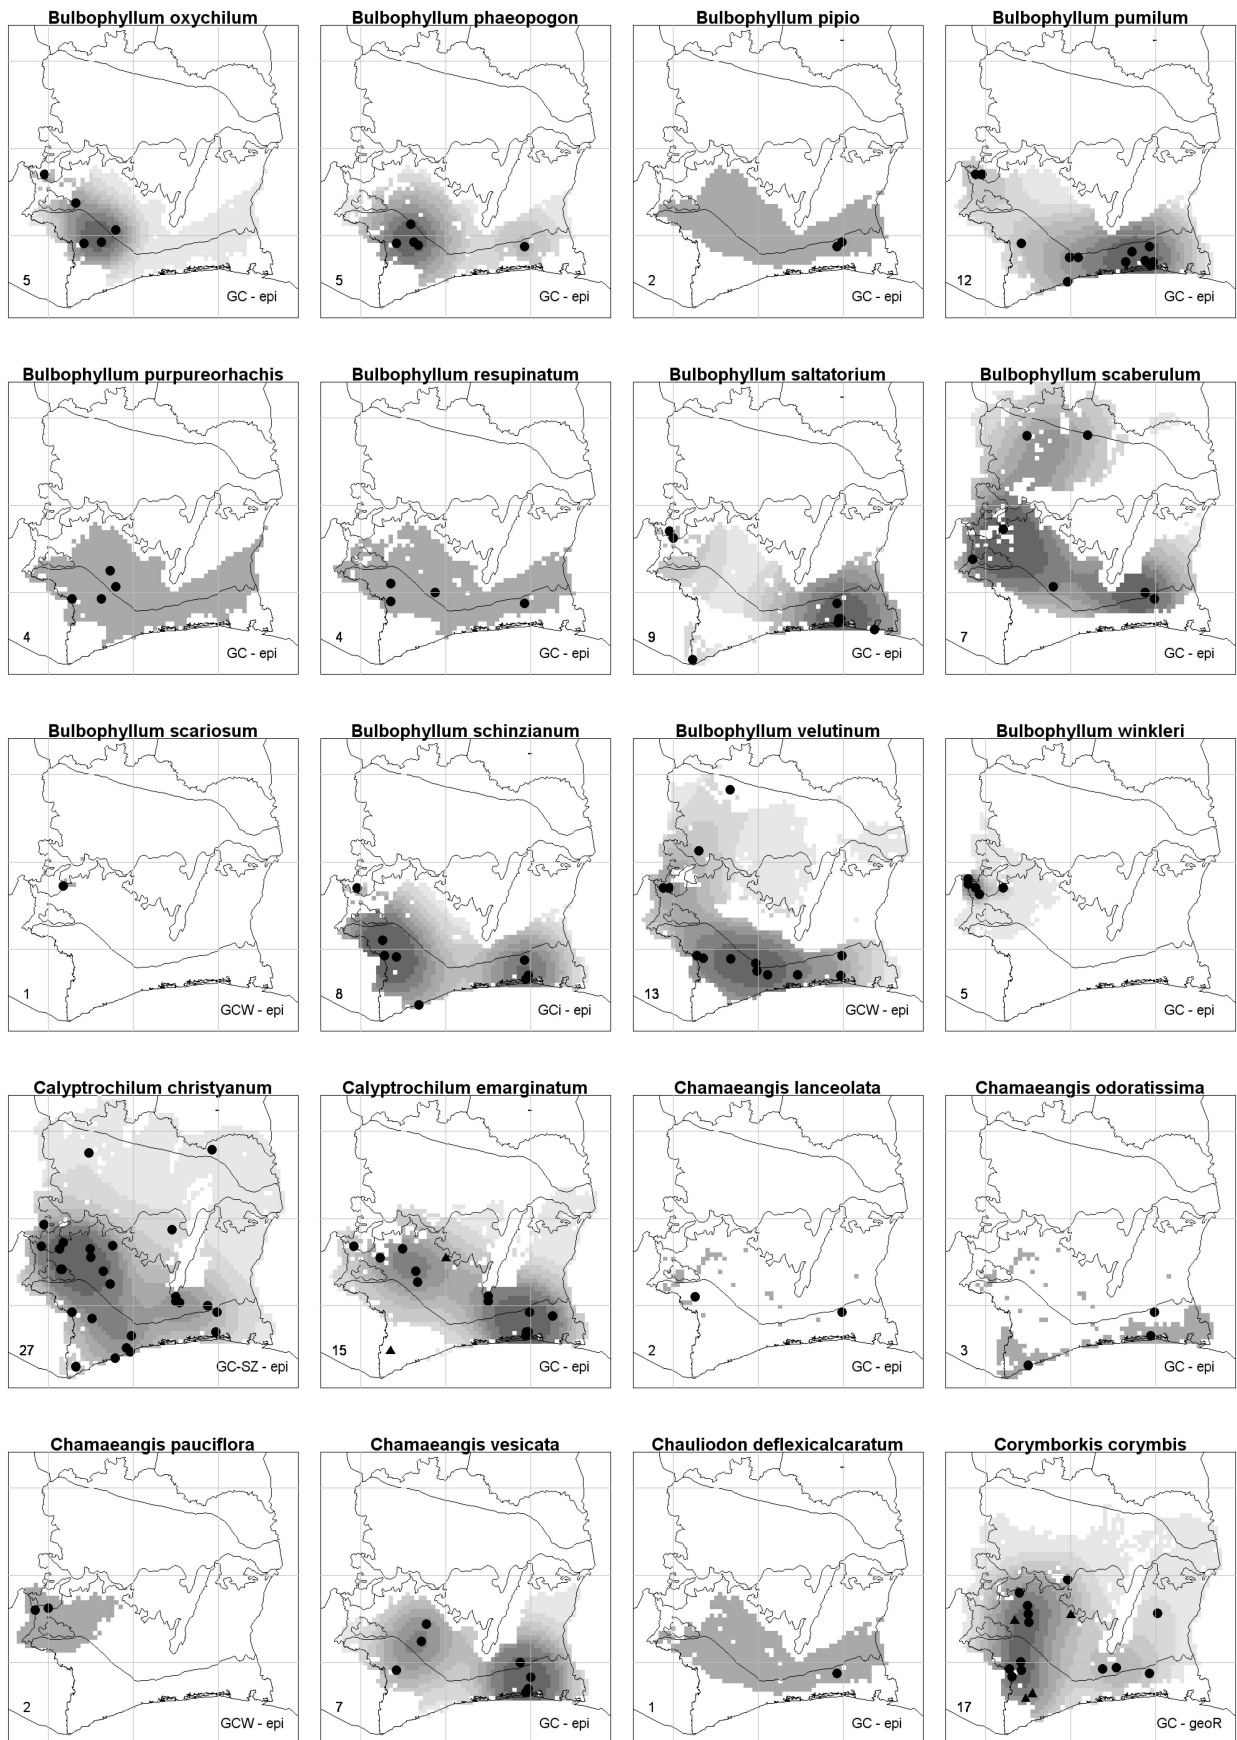 Bulbophyllum oxychilum
Bulbophyllum phaeopogon
Bulbophyllum pipio
Bulbophyllum pumilum
5
GC - epi
5
GC - epi
2
GC - epi
12
GC - epi
Bulbophyllum purpureorhachis
Bulbophyllum resupinatum
Bulbophyllum saltatorium
Bulbophyllum scaberulum
4
GC - epi
4
GC - epi
9
GC - epi
7
GC - epi
Bulbophyllum scariosum
Bulbophyllum schinzianum
Bulbophyllum velutinum
Bulbophyllum winkleri
1
GCW - epi
8
GCi - epi
13
GCW - epi
5
GC - epi
Calyptrochilum christyanum
Calyptrochilum emarginatum
Chamaeangis lanceolata
Chamaeangis odoratissima
27
GC-SZ - epi
15
GC - epi
2
GC - epi
3
GC - epi
Chamaeangis pauciflora
Chamaeangis vesicata
Chauliodon deflexicalcaratum
Corymborkis corymbis
2
GCW - epi
7
GC - epi
1
GC - epi
17
GC - geoR